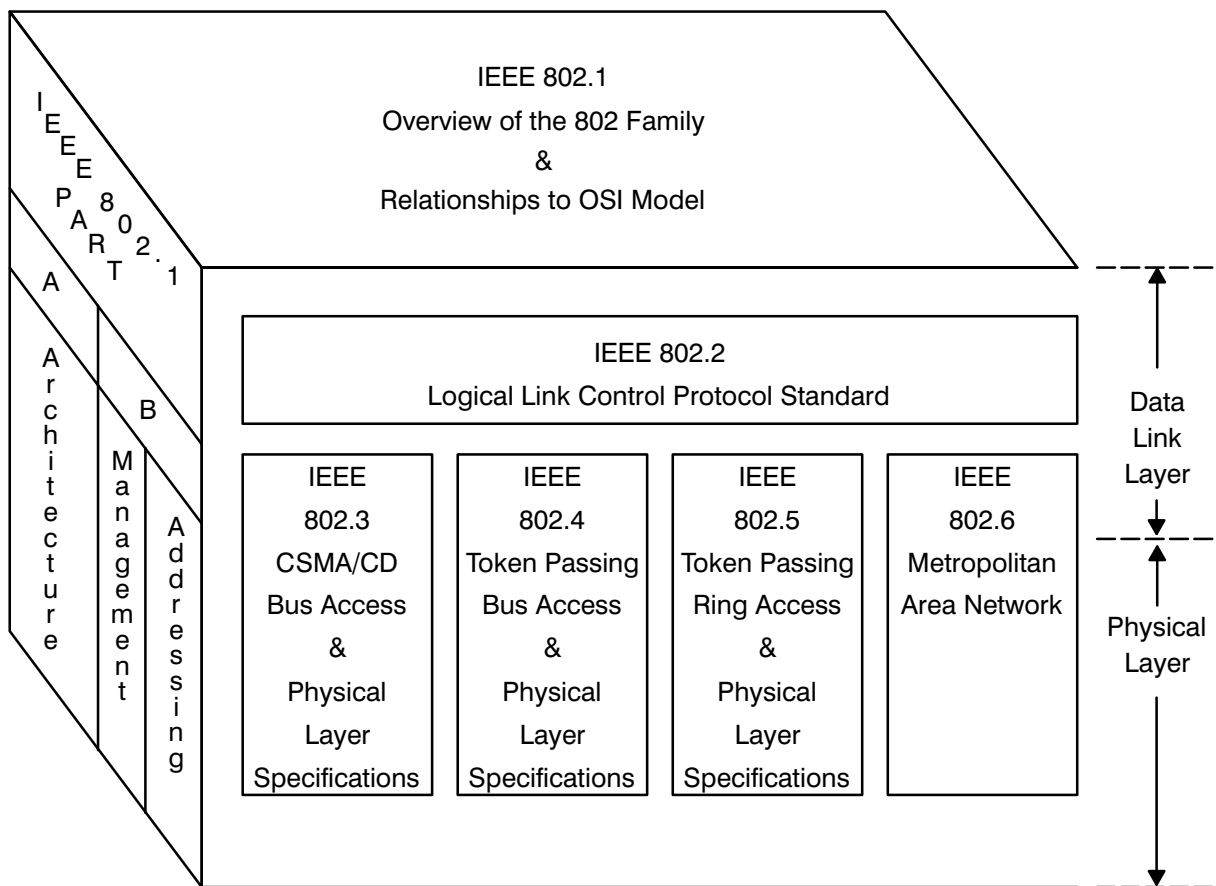 IEEE 802.1
Overview of the 802 Family
&
Relationships to OSI Model
IEEE 802.1
PART
A
B
Architecture
Management
Addressing
IEEE 802.2
Logical Link Control Protocol Standard
IEEE
802.3
CSMA/CD
Bus Access
&
Physical
Layer
Specifications
IEEE
802.4
Token Passing
Bus Access
&
Physical
Layer
Specifications
IEEE
802.5
Token Passing
Ring Access
&
Physical
Layer
Specifications
IEEE
802.6
Metropolitan
Area Network
Data
Link
Layer
Physical
Layer